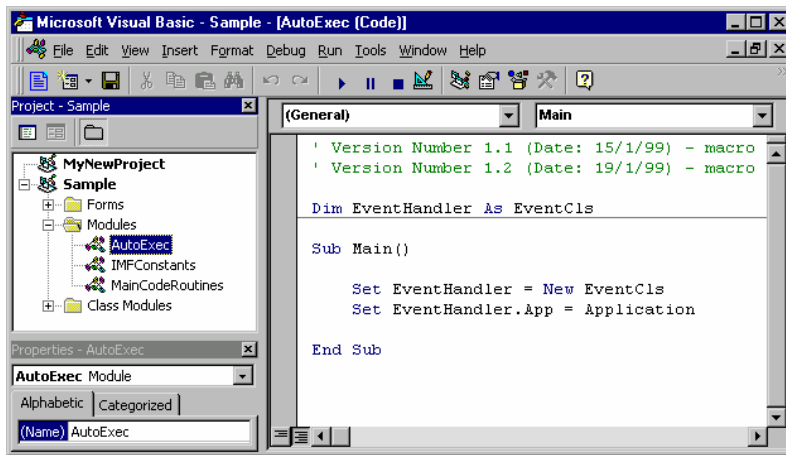 Microsoft Visual Basic - Sample - [AutoExec (Code)]
File Edit View Insert Format Debug Run Tools Window Help
Project - Sample
MyNewProject
Sample
Forms
Modules
AutoExec
IMFConstants
MainCodeRoutines
Class Modules
Properties - AutoExec
AutoExec Module
Alphabetic Categorized
(Name) AutoExec
(General) Main
' Version Number 1.1 (Date: 15/1/99) - macro
' Version Number 1.2 (Date: 19/1/99) - macro
Dim EventHandler As EventCls
Sub Main()
Set EventHandler = New EventCls
Set EventHandler.App = Application
End Sub